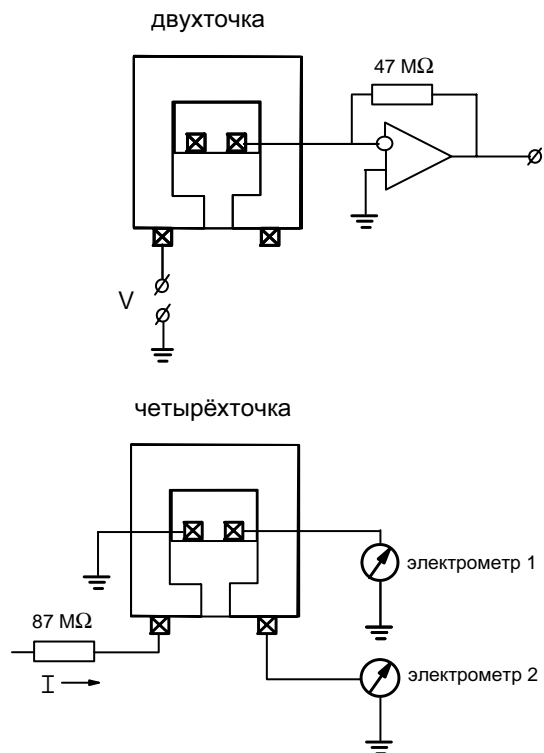 двухточка
47 MΩ
V
четырёхточка
электрометр 1
87 MΩ
I
электрометр 2